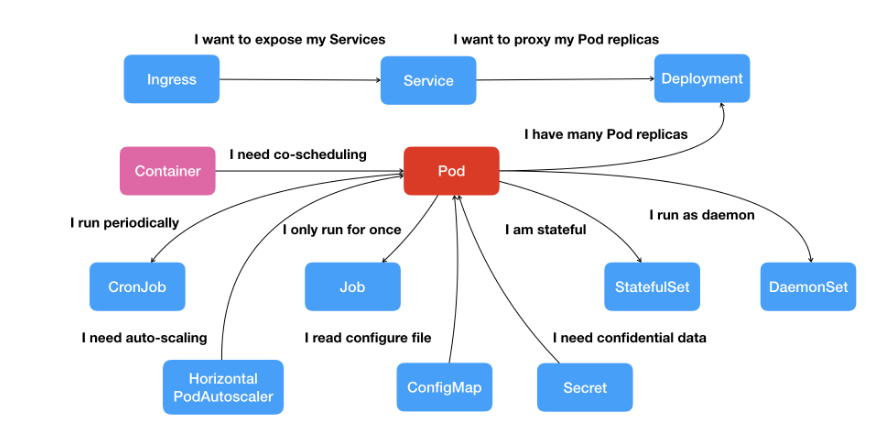 I want to expose my Services
I want to proxy my Pod replicas
Ingress
Service
Deployment
I have many Pod replicas
I need co-scheduling
Container
Pod
I run periodically
I only run for once
I am stateful
I run as daemon
CronJob
Job
StatefulSet
DaemonSet
I need auto-scaling
I read configure file
I need confidential data
Horizontal
PodAutoscaler
ConfigMap
Secret